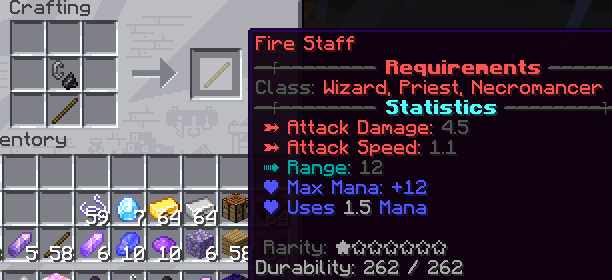 Crafting
Fire Staff
Requirements
Class: Wizard, Priest, Necromancer
Statistics
Attack Damage: 4.5
Attack Speed: 1.1
Range: 12
Max Mana: +12
Uses 1.5 Mana
Rarity: ★☆☆☆☆☆☆
Durability: 262 / 262
entory
59 7 64 64
5 58 6 10 10 6 58